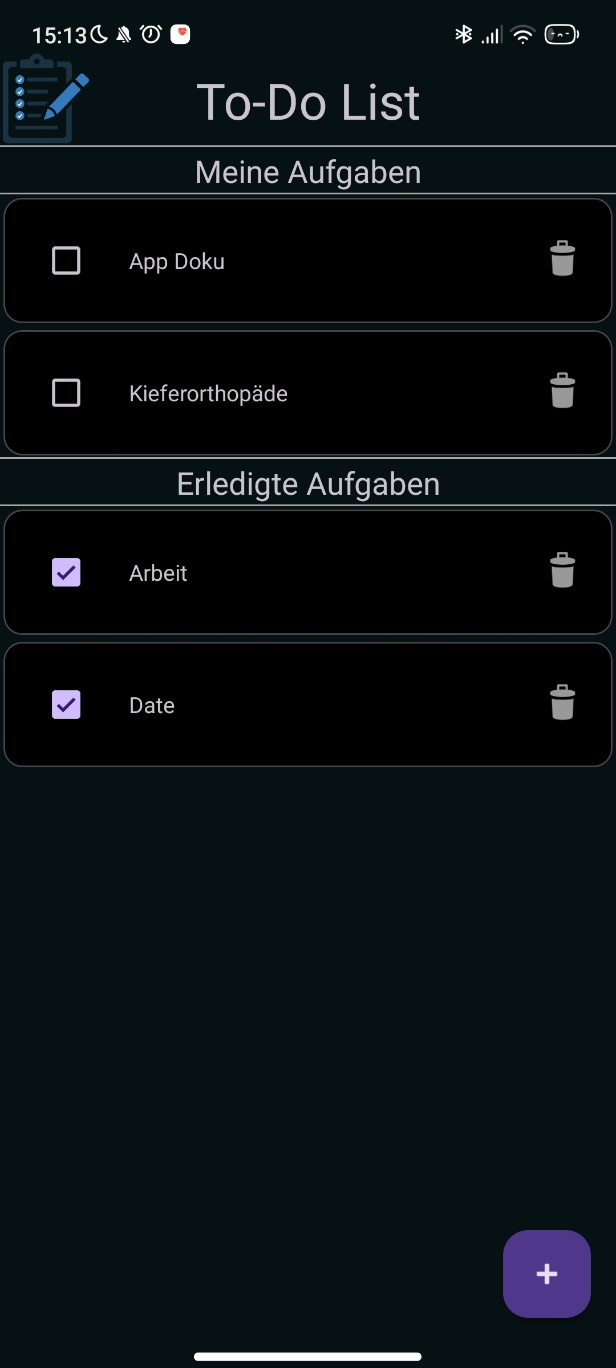 15:13
To-Do List
Meine Aufgaben
App Doku
Kieferorthopäde
Erledigte Aufgaben
Arbeit
Date
+